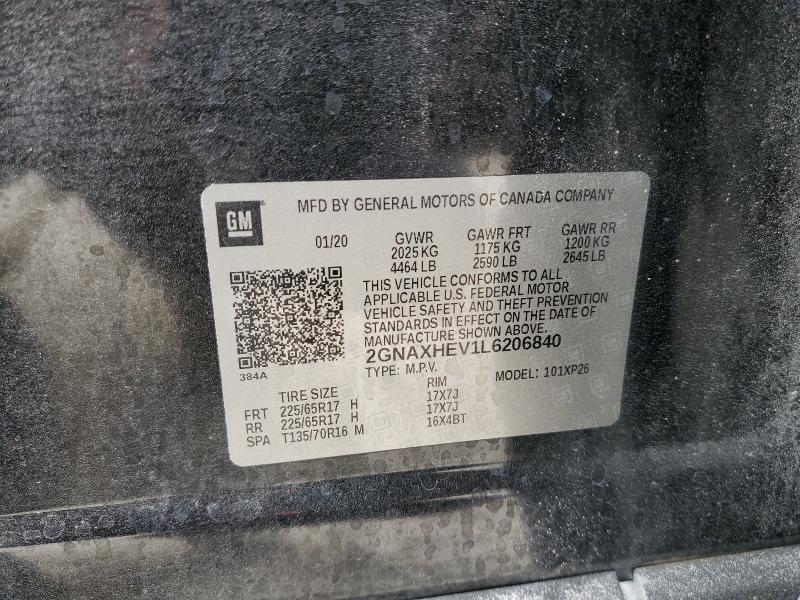 GM
MFD BY GENERAL MOTORS OF CANADA COMPANY
01/20 GVWR GAWR FRT GAWR RR
2025 KG 1175 KG 1200 KG
4464 LB 2590 LB 2645 LB
THIS VEHICLE CONFORMS TO ALL
APPLICABLE U.S. FEDERAL MOTOR
VEHICLE SAFETY AND THEFT PREVENTION
STANDARDS IN EFFECT ON THE DATE OF
MANUFACTURE SHOWN ABOVE.
2GNAXHEV1L6206840
384A
TYPE: M.P.V. MODEL: 101XP26
TIRE SIZE RIM
FRT 225/65R17 H 17X7J
RR 225/65R17 H 17X7J
SPA T135/70R16 M 16X4BT